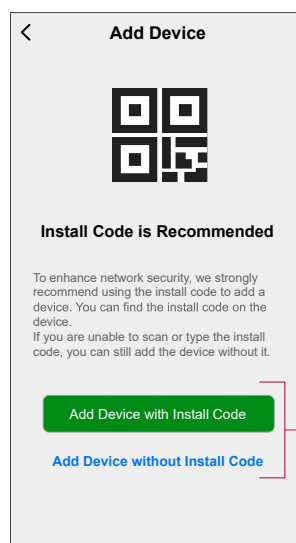 Add Device
Install Code is Recommended
To enhance network security, we strongly
recommend using the install code to add a
device. You can find the install code on the
device.
If you are unable to scan or type the install
code, you can still add the device without it.
Add Device with Install Code
Add Device without Install Code